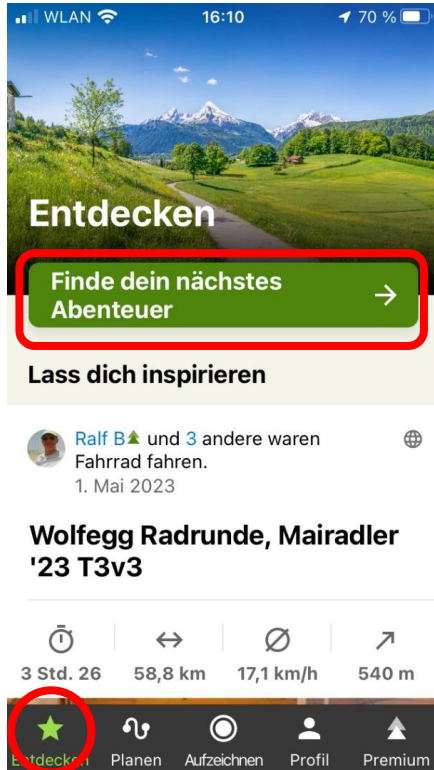 WLAN 16:10 70 %
Entdecken
Finde dein nächstes
Abenteuer
Lass dich inspirieren
Ralf B und 3 andere waren
Fahrrad fahren.
1. Mai 2023
Wolfegg Radrunde, Mairadler
'23 T3v3
3 Std. 26 58,8 km 17,1 km/h 540 m
Entdecken Planen Aufzeichnen Profil Premium